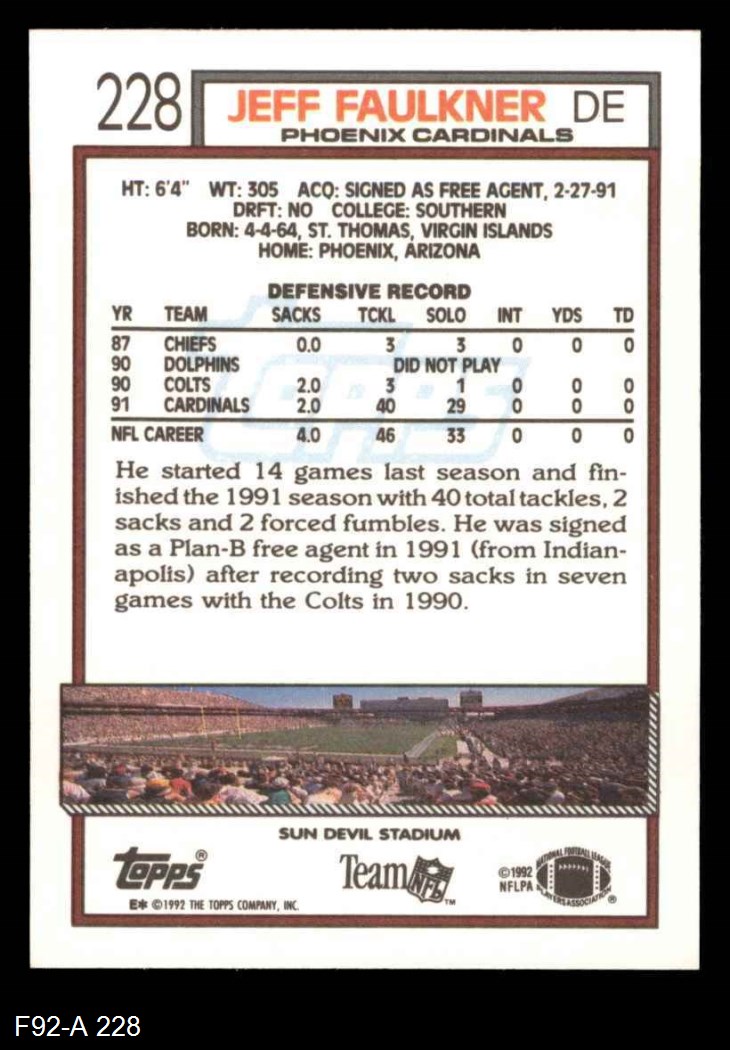 228 JEFF FAULKNER DE
PHOENIX CARDINALS
HT: 6'4" WT: 305 ACQ: SIGNED AS FREE AGENT, 2-27-91
DRFT: NO COLLEGE: SOUTHERN
BORN: 4-4-64, ST. THOMAS, VIRGIN ISLANDS
HOME: PHOENIX, ARIZONA
DEFENSIVE RECORD
YR TEAM SACKS TCKL SOLO INT YDS TD
87 CHIEFS 0.0 3 3 0 0 0
90 DOLPHINS DID NOT PLAY
90 COLTS 2.0 3 1 0 0 0
91 CARDINALS 2.0 40 29 0 0 0
NFL CAREER 4.0 46 33 0 0 0
TOPPS
He started 14 games last season and fin-
ished the 1991 season with 40 total tackles, 2
sacks and 2 forced fumbles. He was signed
as a Plan-B free agent in 1991 (from Indian-
apolis) after recording two sacks in seven
games with the Colts in 1990.
SUN DEVIL STADIUM
Topps® Team NFL™ ©1992 NFLPA NATIONAL FOOTBALL LEAGUE PLAYERS ASSOCIATION ®
E* ©1992 THE TOPPS COMPANY, INC.
F92-A 228